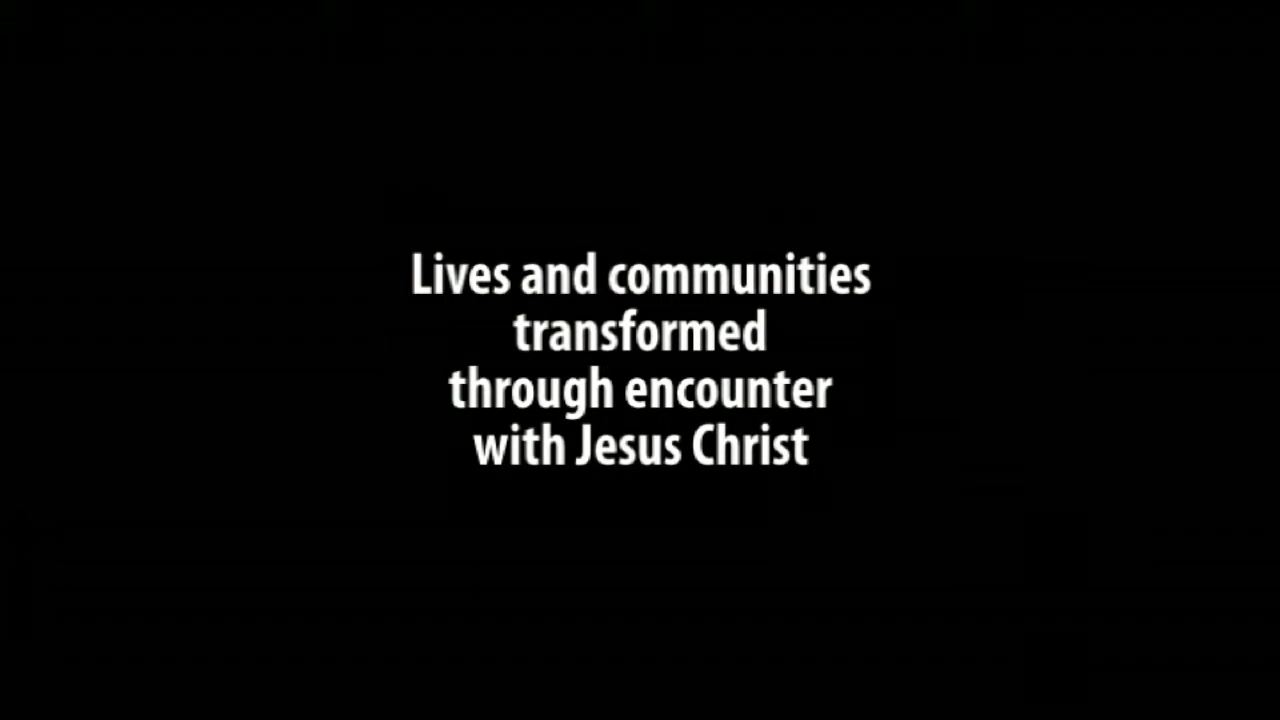 Lives and communities
transformed
through encounter
with Jesus Christ